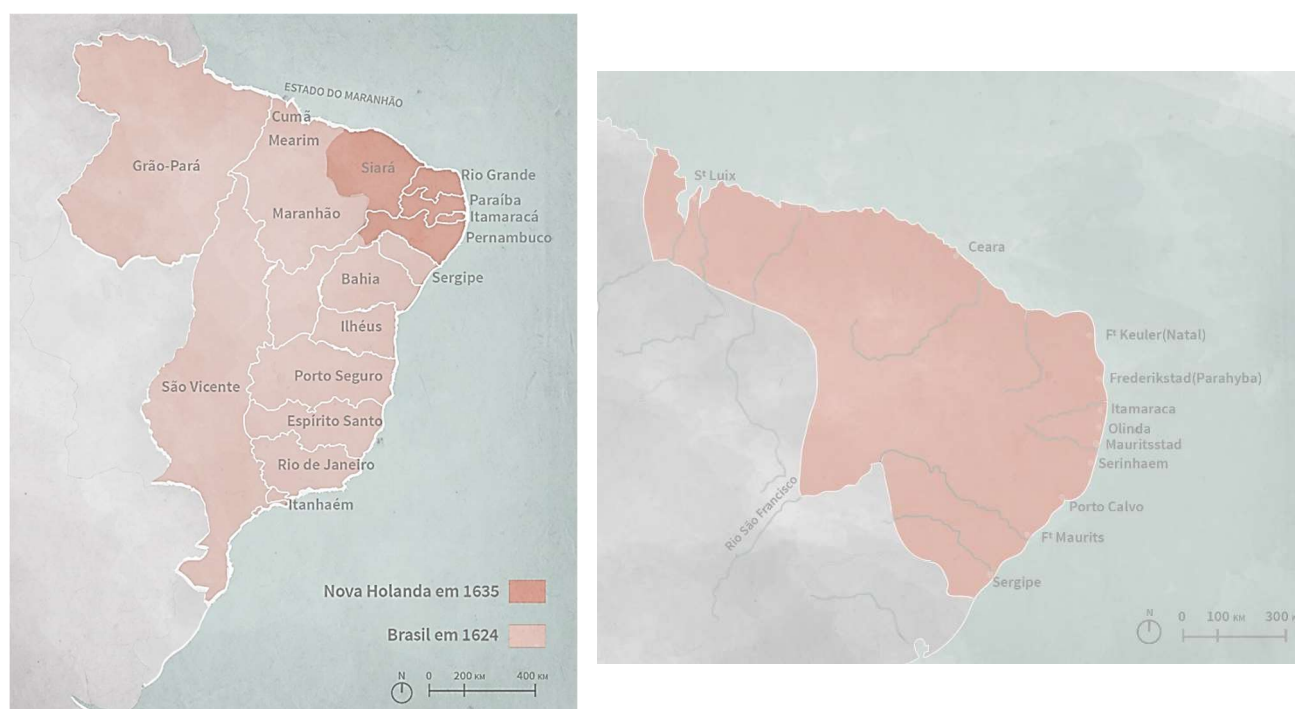 ESTADO DO MARANHÃO
Cumã
Mearim
Grão-Pará
Siará
Rio Grande
Paraíba
Itamaracá
Maranhão
Pernambuco
Bahia
Sergipe
Ilhéus
Porto Seguro
São Vicente
Espírito Santo
Rio de Janeiro
Itanhaém
Nova Holanda em 1635
Brasil em 1624
N
0 200 KM 400 KM
Sᵗ Luix
Ceara
Fᵗ Keuler(Natal)
Frederikstad(Parahyba)
Itamaraca
Olinda
Mauritsstad
Serinhaem
Rio São Francisco
Porto Calvo
Fᵗ Maurits
Sergipe
N
0 100 KM 300 K